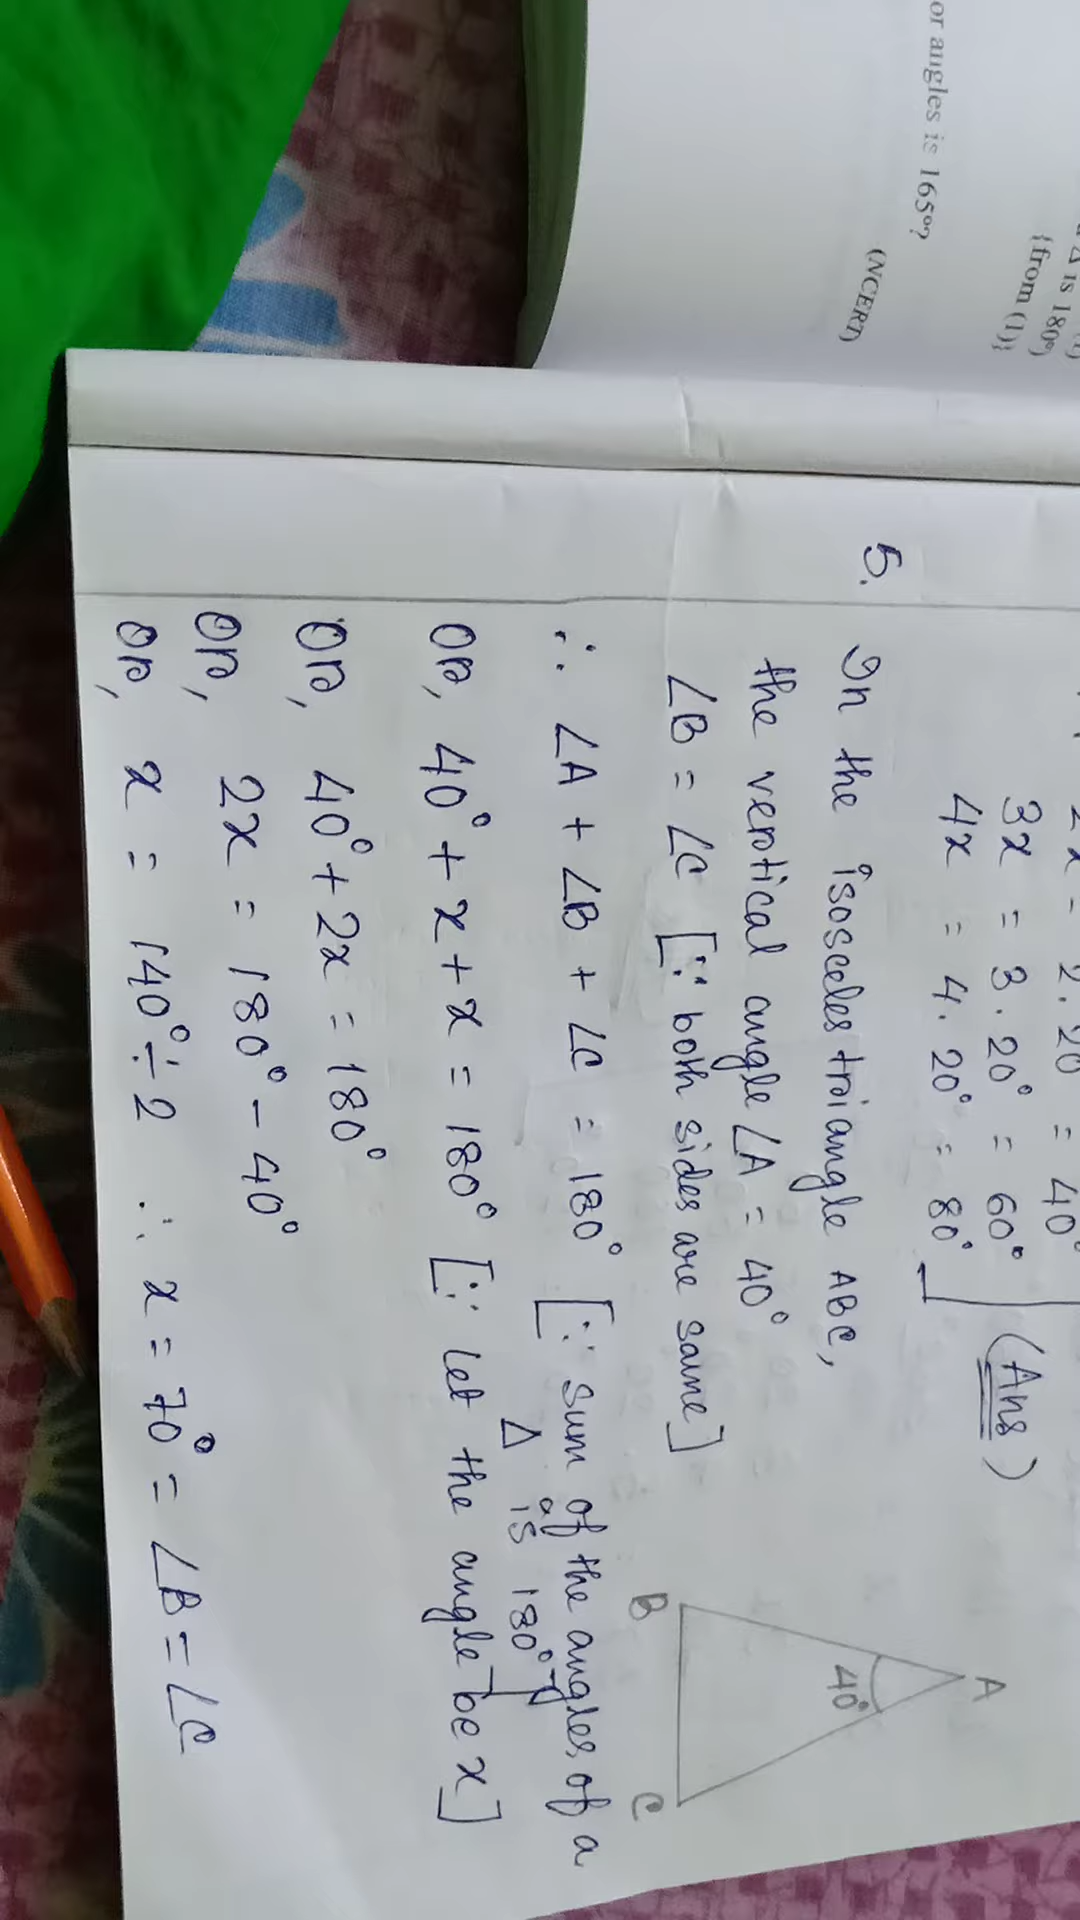 Δ is 180°)
{from (1)}
or angles is 165°?
(NCERT)
= 2.20 = 40°
3x = 3.20° = 60°
4x = 4.20° = 80°
(Ans)
5. In the isosceles triangle ABC,
the vertical angle ∠A = 40°
∠B = ∠C [∵ both sides are same]
∴ ∠A + ∠B + ∠C = 180° [∵ sum of the angles of a
Δ is 180°]
or, 40° + x + x = 180° [∵ let the angle be x]
or, 40° + 2x = 180°
or, 2x = 180° - 40°
or, x = 140° ÷ 2 ∴ x = 70° = ∠B = ∠C
A
40°
B
C